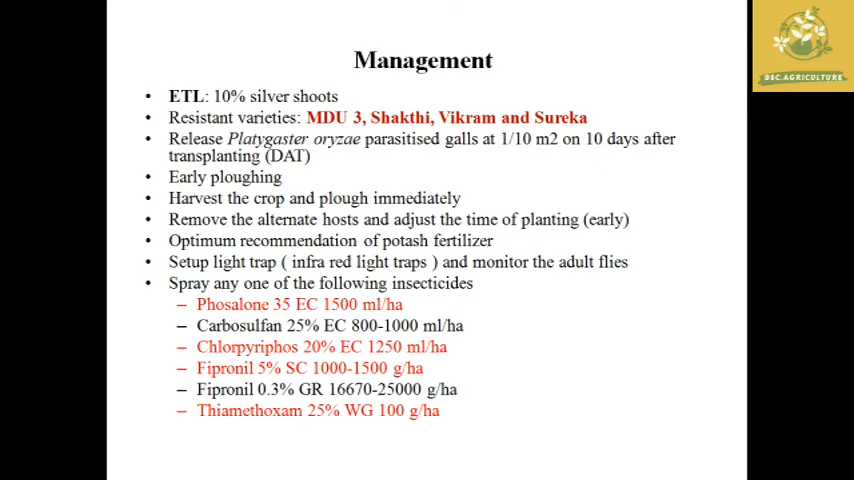 Management
BSC.AGRICULTURE
• ETL: 10% silver shoots
• Resistant varieties: MDU 3, Shakthi, Vikram and Sureka
• Release Platygaster oryzae parasitised galls at 1/10 m2 on 10 days after
transplanting (DAT)
• Early ploughing
• Harvest the crop and plough immediately
• Remove the alternate hosts and adjust the time of planting (early)
• Optimum recommendation of potash fertilizer
• Setup light trap ( infra red light traps ) and monitor the adult flies
• Spray any one of the following insecticides
– Phosalone 35 EC 1500 ml/ha
– Carbosulfan 25% EC 800-1000 ml/ha
– Chlorpyriphos 20% EC 1250 ml/ha
– Fipronil 5% SC 1000-1500 g/ha
– Fipronil 0.3% GR 16670-25000 g/ha
– Thiamethoxam 25% WG 100 g/ha